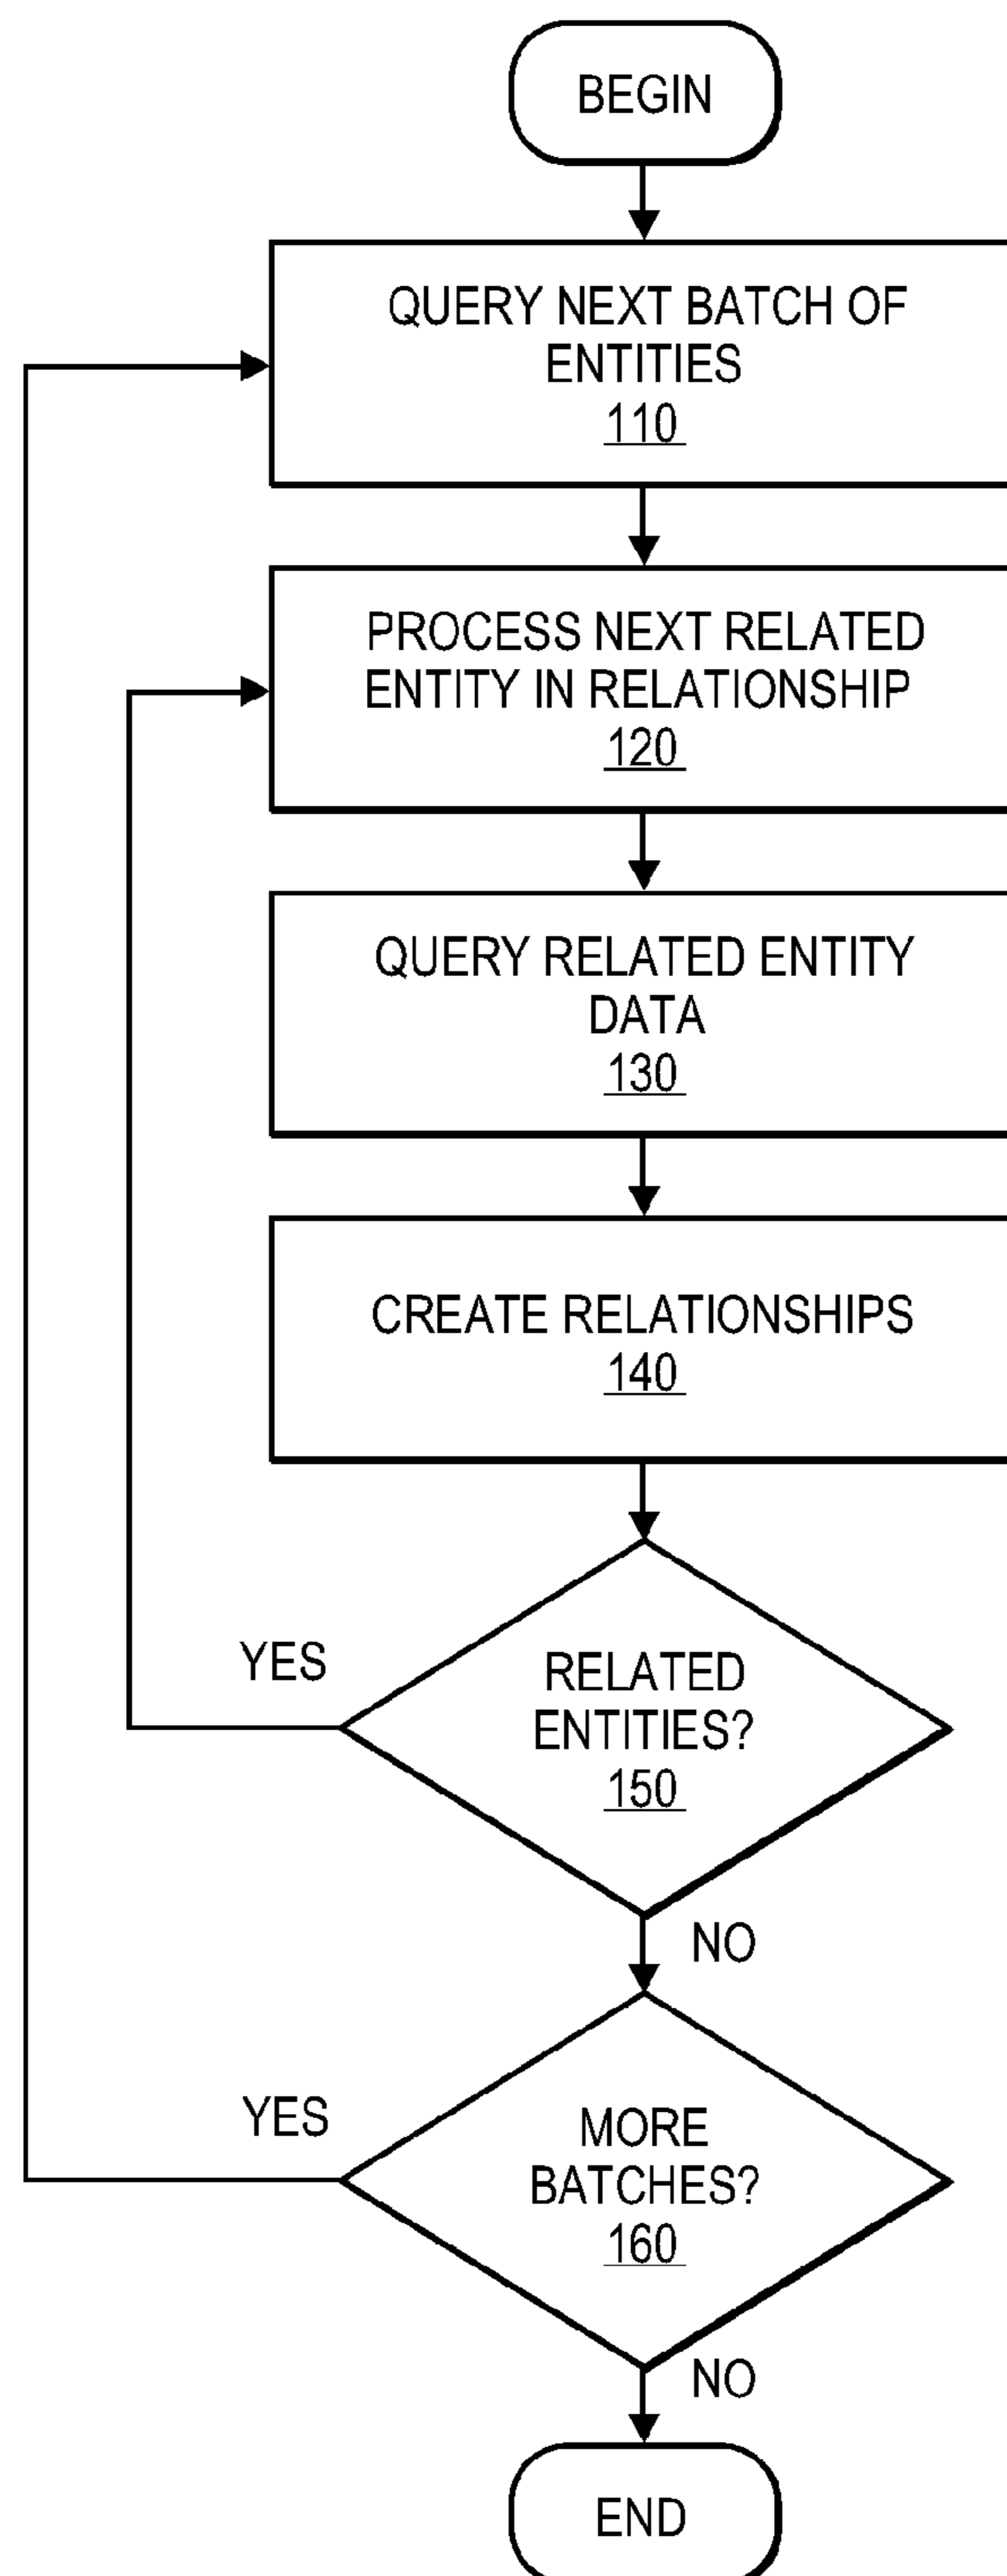 BEGIN
QUERY NEXT BATCH OF
ENTITIES
110
PROCESS NEXT RELATED
ENTITY IN RELATIONSHIP
120
QUERY RELATED ENTITY
DATA
130
CREATE RELATIONSHIPS
140
YES
RELATED
ENTITIES?
150
NO
YES
MORE
BATCHES?
160
NO
END